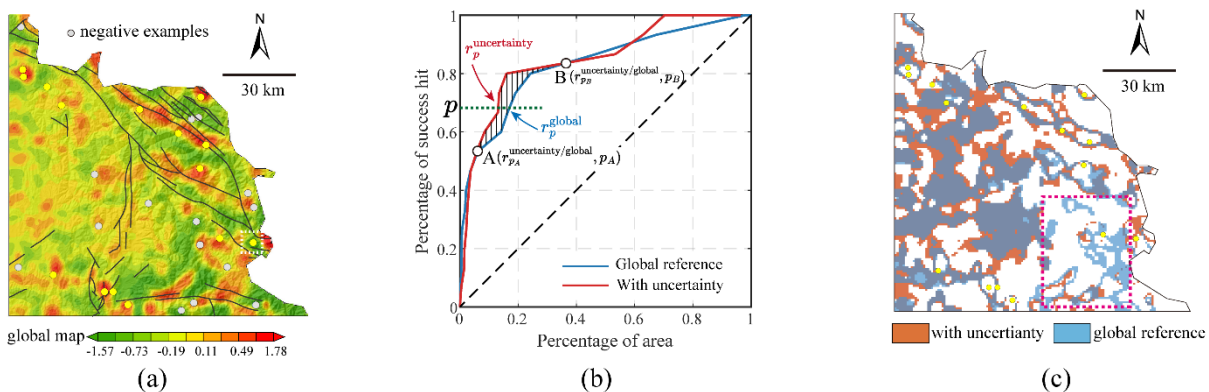 negative examples
N
30 km
global map
-1.57 -0.73 -0.19 0.11 0.49 1.78
(a)
Percentage of success hit
1
0.8
0.6
0.4
0.2
0
0 0.2 0.4 0.6 0.8 1
Percentage of area
r_p^uncertainty
B (r_{p_B}^{uncertainty/global}, p_B)
p
r_p^global
A (r_{p_A}^{uncertainty/global}, p_A)
Global reference
With uncertainty
(b)
N
30 km
with uncertianty global reference
(c)